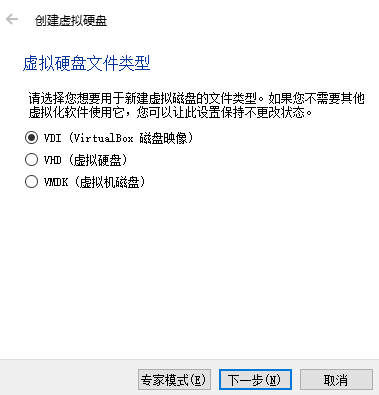 创建虚拟硬盘
虚拟硬盘文件类型
请选择您想要用于新建虚拟磁盘的文件类型。如果您不需要其他
虚拟化软件使用它，您可以让此设置保持不更改状态。
VDI (VirtualBox 磁盘映像)
VHD (虚拟硬盘)
VMDK (虚拟机磁盘)
专家模式(E) 下一步(N) 取消